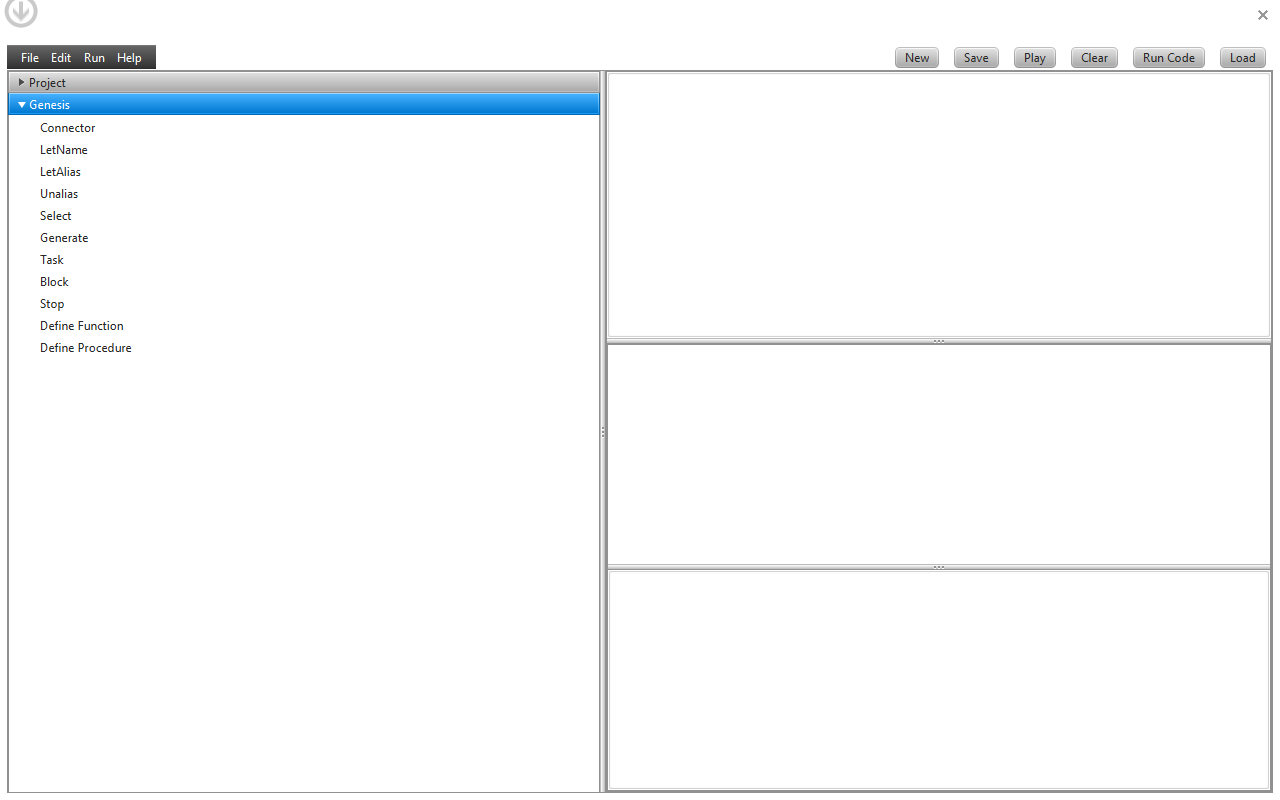 File Edit Run Help New Save Play Clear Run Code Load
Project
Genesis
Connector
LetName
LetAlias
Unalias
Select
Generate
Task
Block
Stop
Define Function
Define Procedure